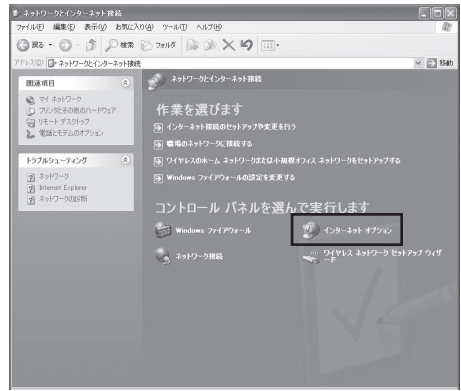 ネットワークとインターネット接続
ファイル(F) 編集(E) 表示(V) お気に入り(A) ツール(T) ヘルプ(H)
戻る 検索 フォルダ
アドレス(D) ネットワークとインターネット接続 移動
関連項目
マイ ネットワーク
プリンタとその他のハードウェア
リモート デスクトップ
電話とモデムのオプション
トラブルシューティング
ネットワーク
Internet Explorer
ネットワークの診断
ネットワークとインターネット接続
作業を選びます
インターネット接続のセットアップや変更を行う
職場のネットワークに接続する
ワイヤレスのホーム ネットワークまたは小規模オフィス ネットワークをセットアップする
Windows ファイアウォールの設定を変更する
コントロール パネルを選んで実行します
Windows ファイアウォール
インターネット オプション
ネットワーク接続
ワイヤレス ネットワーク セットアップ ウィザ
ード